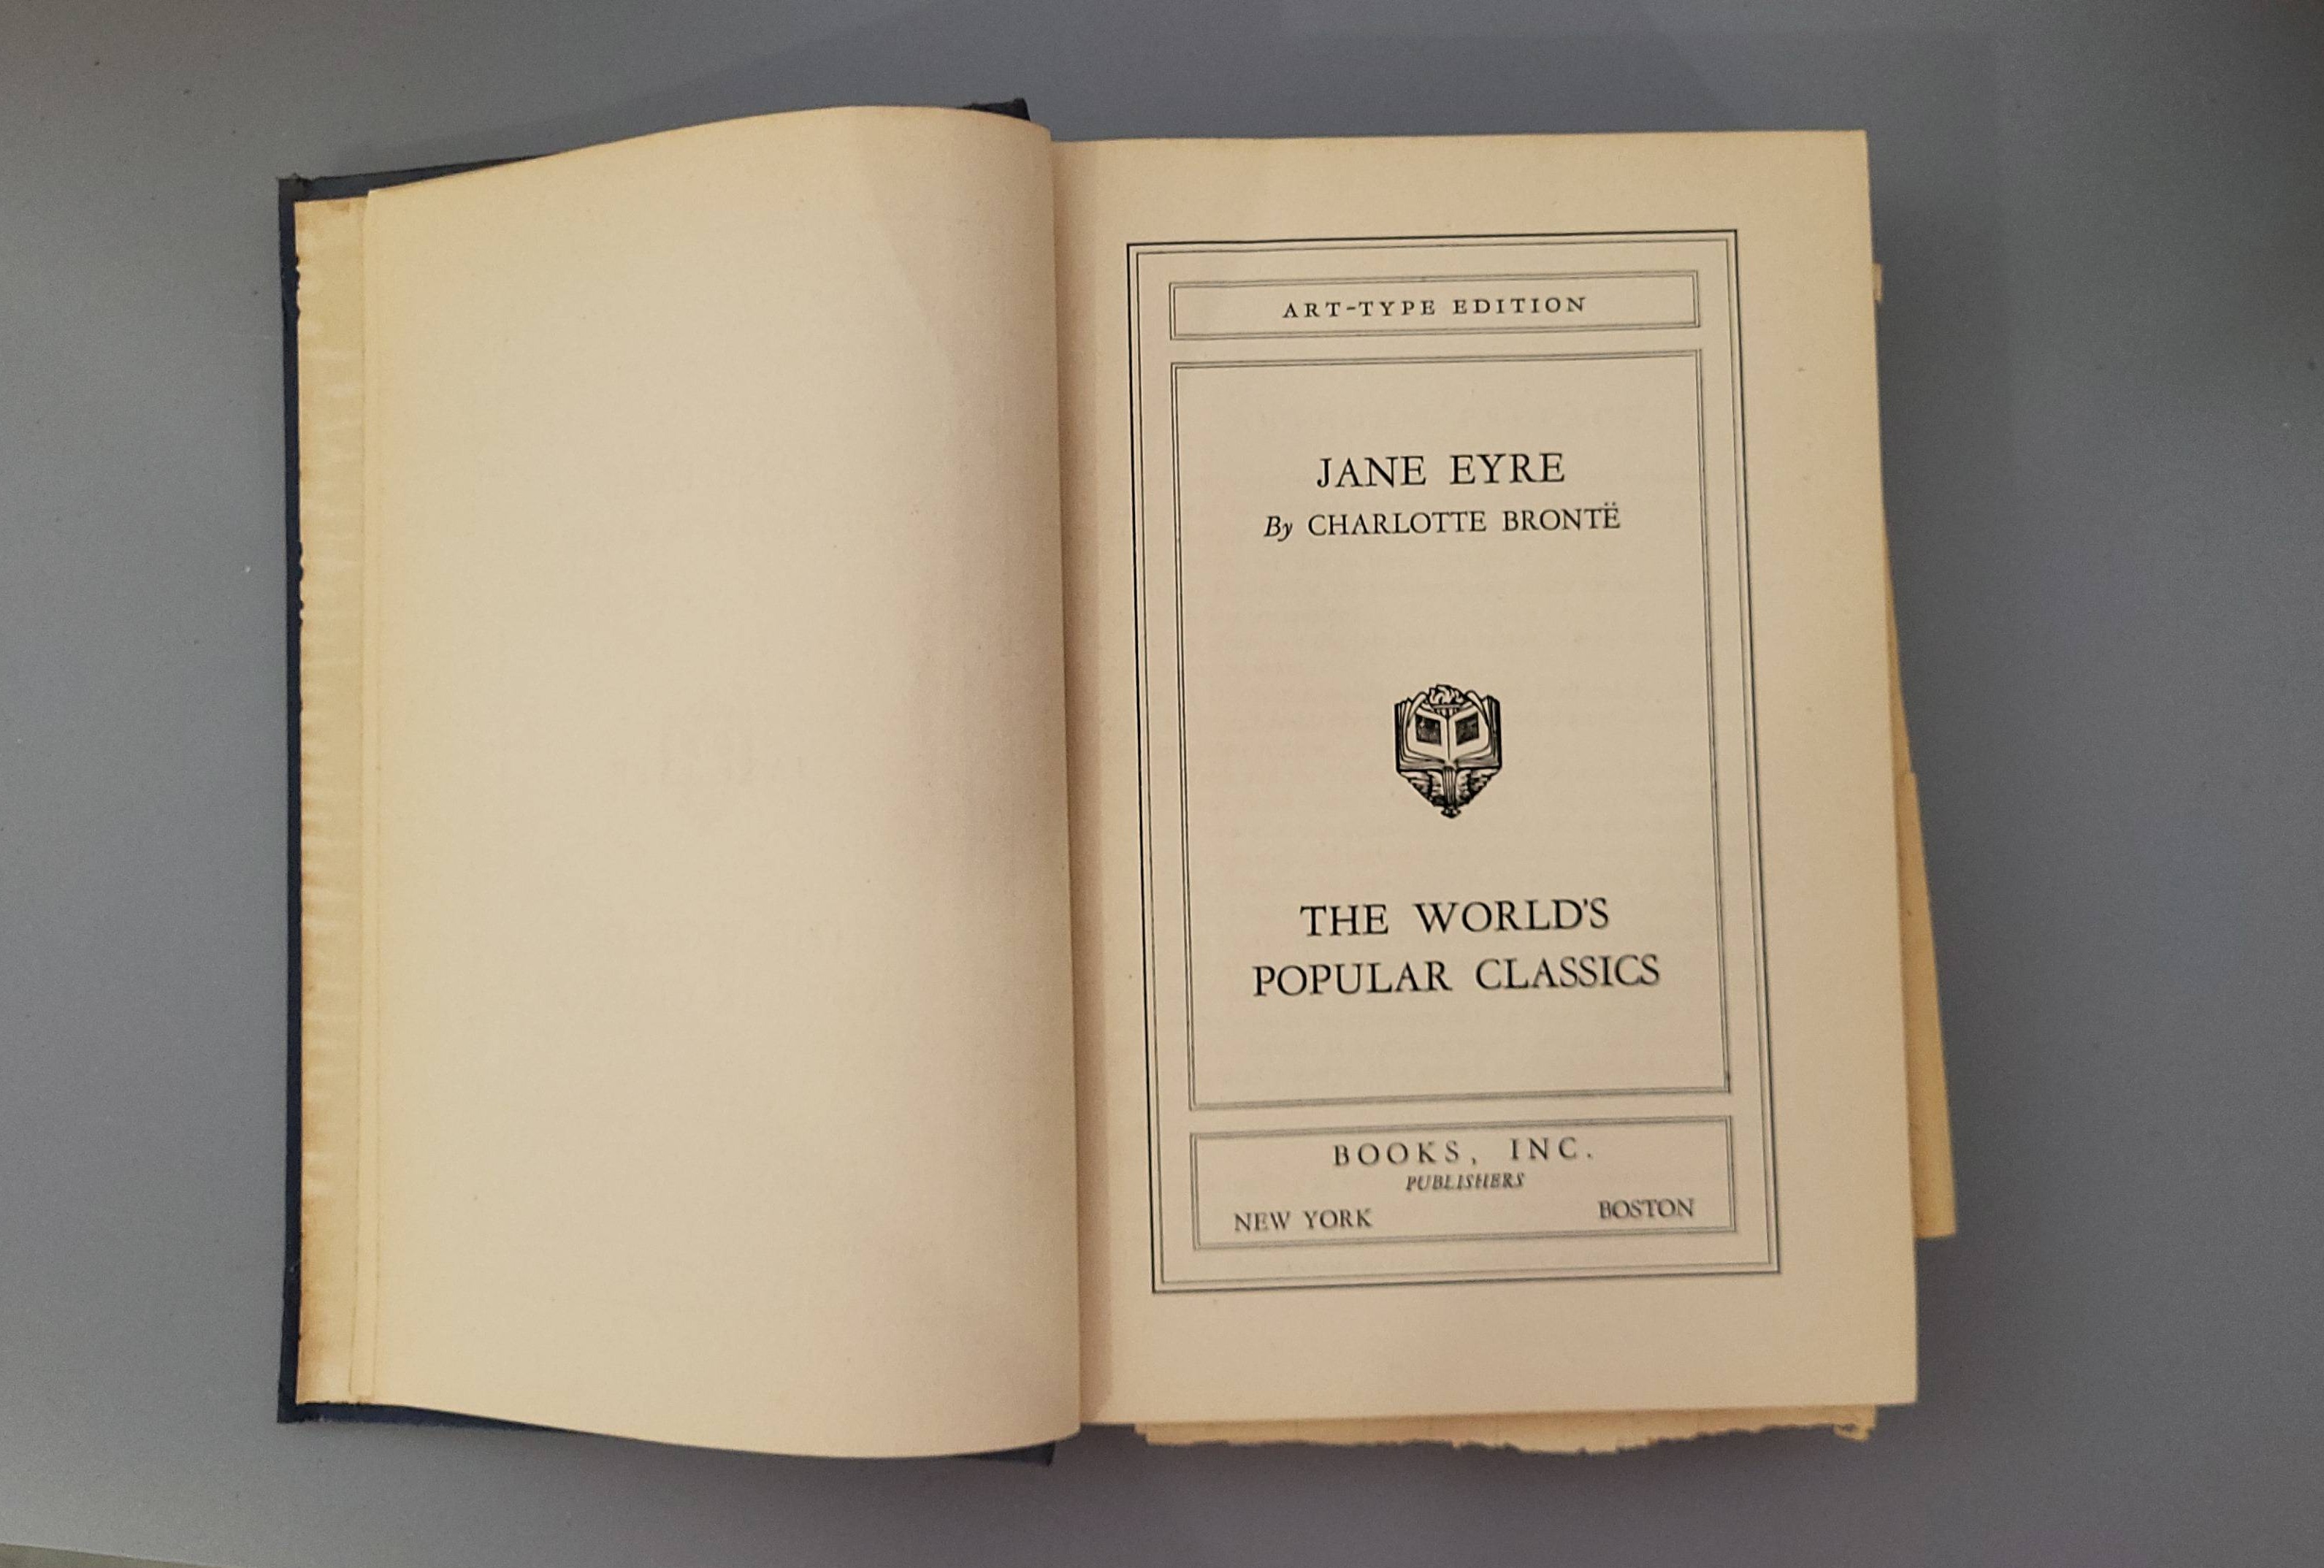 ART-TYPE EDITION
JANE EYRE
By CHARLOTTE BRONTË
THE WORLD'S
POPULAR CLASSICS
BOOKS, INC.
PUBLISHERS
NEW YORK BOSTON